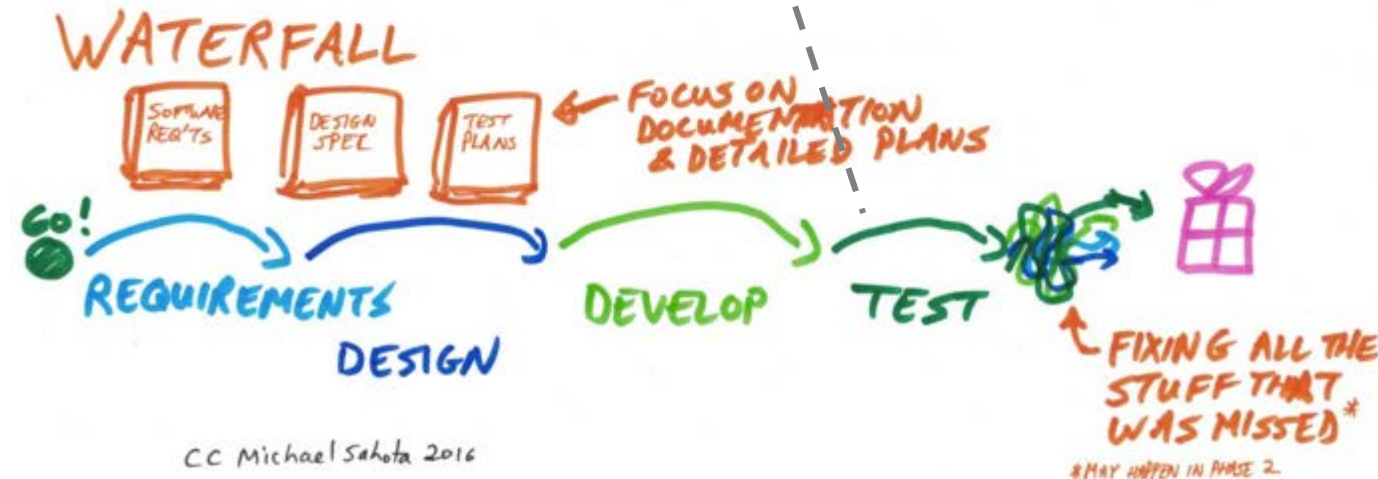 WATERFALL
SOFTWARE
REQ'TS
DESIGN
SPEC
TEST
PLANS
FOCUS ON
DOCUMENTATION
& DETAILED PLANS
GO!
REQUIREMENTS
DESIGN
DEVELOP
TEST
FIXING ALL THE
STUFF THAT
WAS MISSED*
*MAY HAPPEN IN PHASE 2
CC Michael Sahota 2016